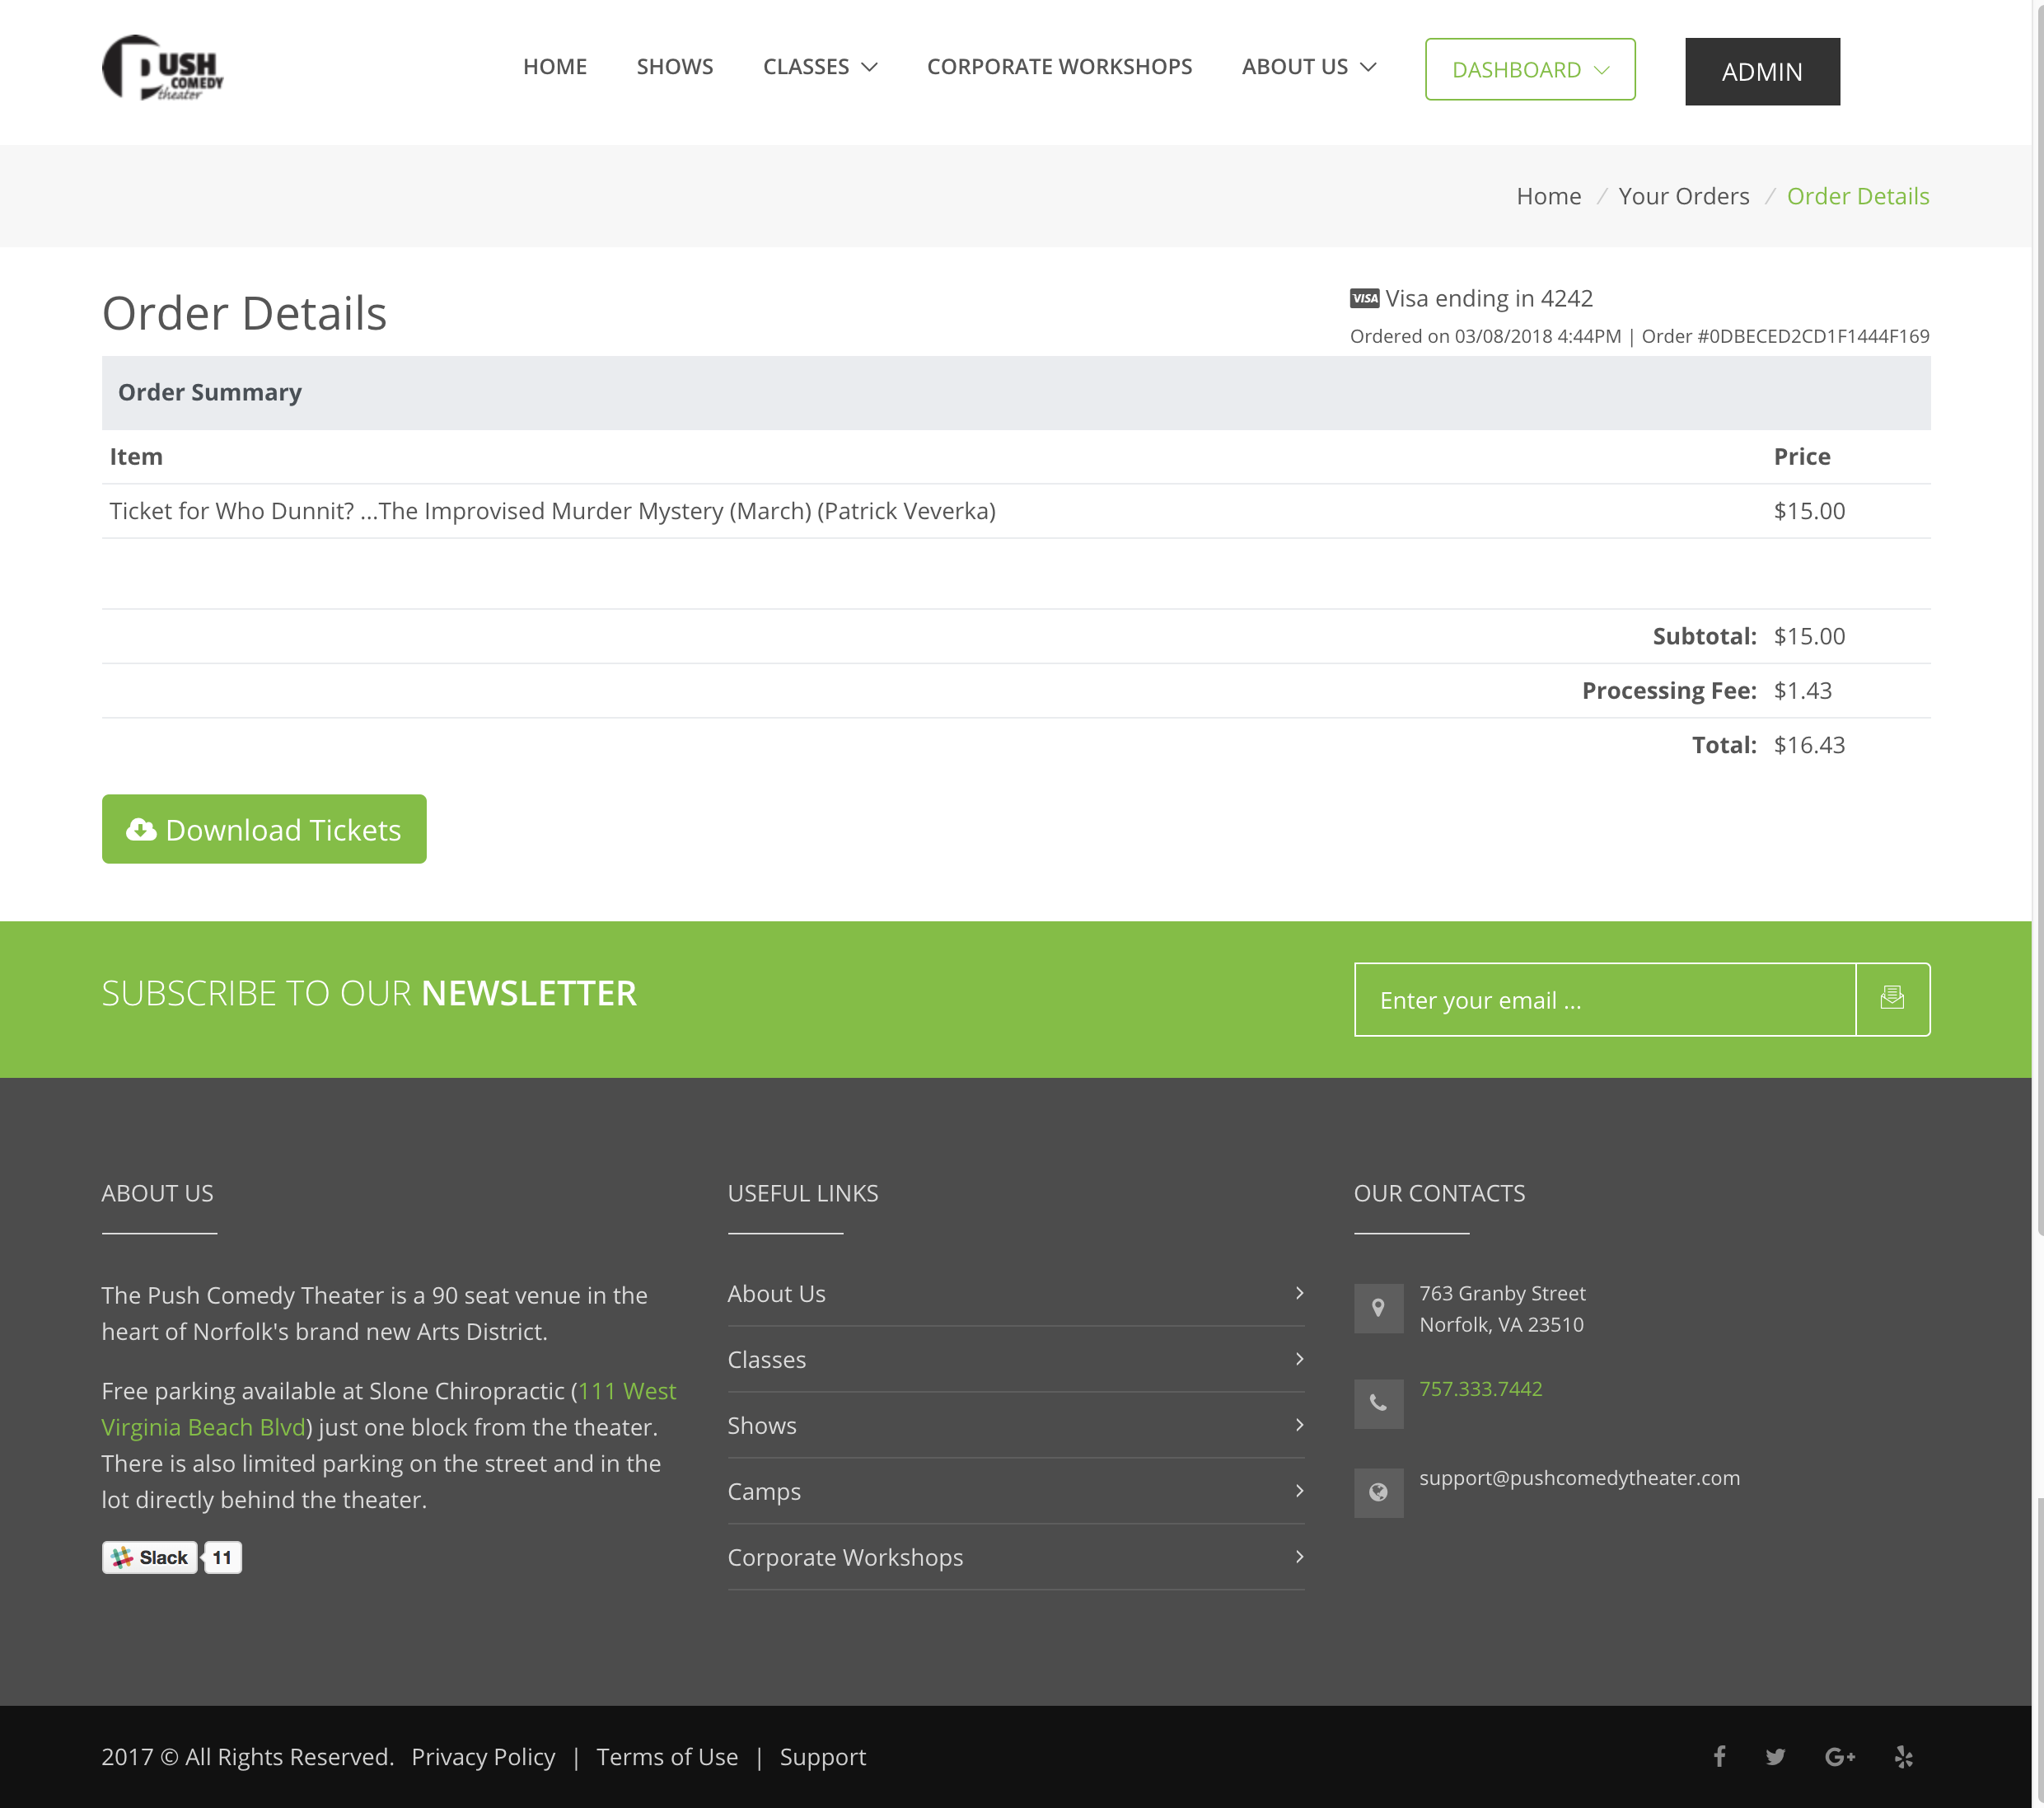 PUSH
COMEDY
theater
HOME
SHOWS
CLASSES
CORPORATE WORKSHOPS
ABOUT US
DASHBOARD
ADMIN
Home / Your Orders / Order Details
Order Details
VISA Visa ending in 4242
Ordered on 03/08/2018 4:44PM | Order #0DBECED2CD1F1444F169
Order Summary
Item Price
Ticket for Who Dunnit? ...The Improvised Murder Mystery (March) (Patrick Veverka) $15.00
Subtotal: $15.00
Processing Fee: $1.43
Total: $16.43
Download Tickets
SUBSCRIBE TO OUR NEWSLETTER
Enter your email ...
ABOUT US
The Push Comedy Theater is a 90 seat venue in the
heart of Norfolk's brand new Arts District.
Free parking available at Slone Chiropractic (111 West
Virginia Beach Blvd) just one block from the theater.
There is also limited parking on the street and in the
lot directly behind the theater.
Slack 11
USEFUL LINKS
About Us
Classes
Shows
Camps
Corporate Workshops
OUR CONTACTS
763 Granby Street
Norfolk, VA 23510
757.333.7442
support@pushcomedytheater.com
2017 © All Rights Reserved. Privacy Policy | Terms of Use | Support